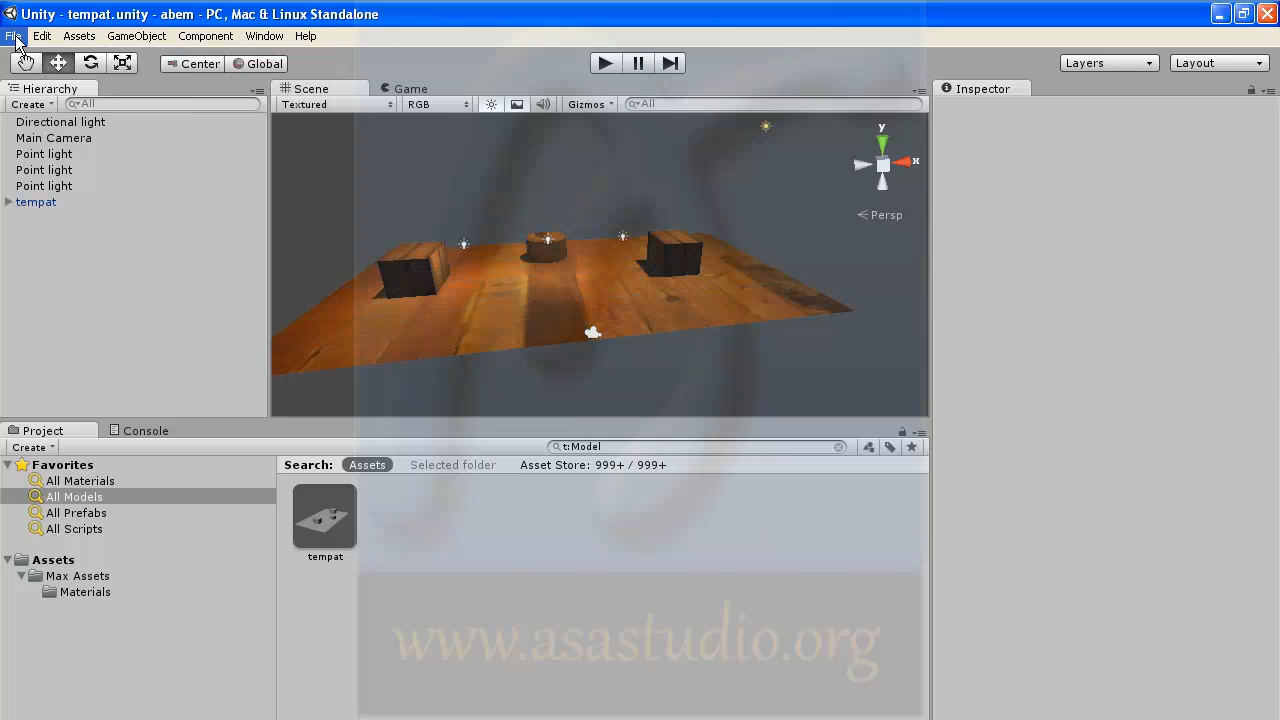 Unity - tempat.unity - abem - PC, Mac & Linux Standalone
File Edit Assets GameObject Component Window Help
Center Global Layers Layout
Hierarchy Scene Game Inspector
Create All Textured RGB Gizmos All
Directional light
Main Camera
Point light
Point light
Point light
tempat
y
x
Persp
Project Console
Create t:Model
Favorites
All Materials
All Models
All Prefabs
All Scripts
Assets
Max Assets
Materials
Search: Assets Selected folder Asset Store: 999+ / 999+
tempat
www.asastudio.org